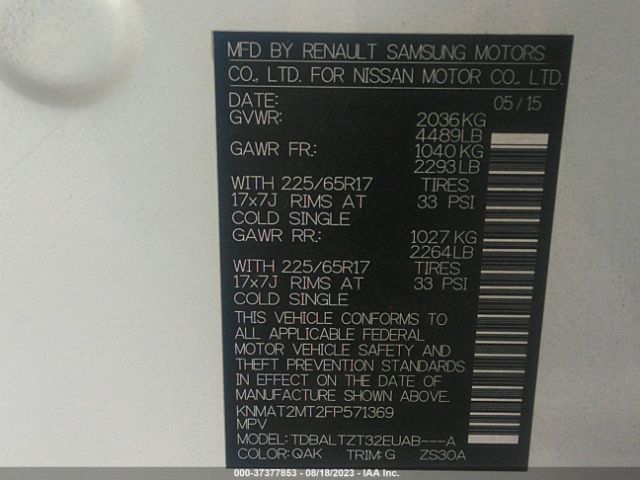 MFD BY RENAULT SAMSUNG MOTORS
CO., LTD. FOR NISSAN MOTOR CO. LTD.
DATE: 05/15
GVWR: 2036KG
4489LB
GAWR FR.: 1040 KG
2293LB
WITH 225/65R17 TIRES
17x7J RIMS AT 33 PSI
COLD SINGLE
GAWR RR.: 1027 KG
2264LB
WITH 225/65R17 TIRES
17x7J RIMS AT 33 PSI
COLD SINGLE
THIS VEHICLE CONFORMS TO
ALL APPLICABLE FEDERAL
MOTOR VEHICLE SAFETY AND
THEFT PREVENTION STANDARDS
IN EFFECT ON THE DATE OF
MANUFACTURE SHOWN ABOVE.
KNMAT2MT2FP571369
MPV
MODEL:TDBALTZT32EUAB---A
COLOR:QAK TRIM:G ZS30A
000-37377853 - 08/18/2023 - IAA Inc.